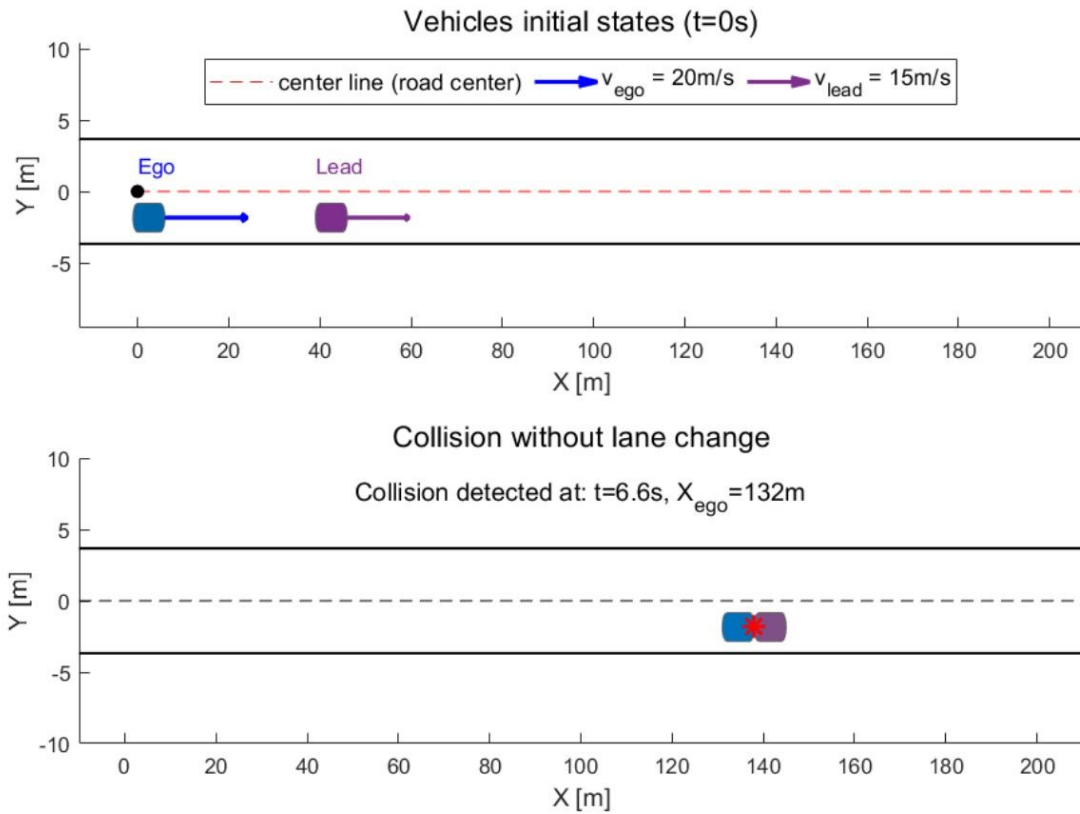 Vehicles initial states (t=0s)
center line (road center) v_ego = 20m/s v_lead = 15m/s
10
5
0
-5
Y [m]
Ego Lead
0 20 40 60 80 100 120 140 160 180 200
X [m]
Collision without lane change
Collision detected at: t=6.6s, X_ego=132m
10
5
0
-5
-10
Y [m]
0 20 40 60 80 100 120 140 160 180 200
X [m]